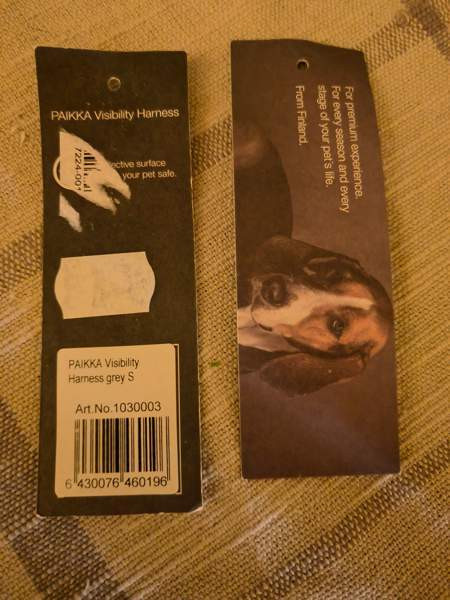 PAIKKA Visibility Harness
7224-001
ective surface
your pet safe.
PAIKKA Visibility
Harness grey S
Art.No.1030003
6 430076 460196
For premium experience.
For every season and every
stage of your pet's life.
From Finland.